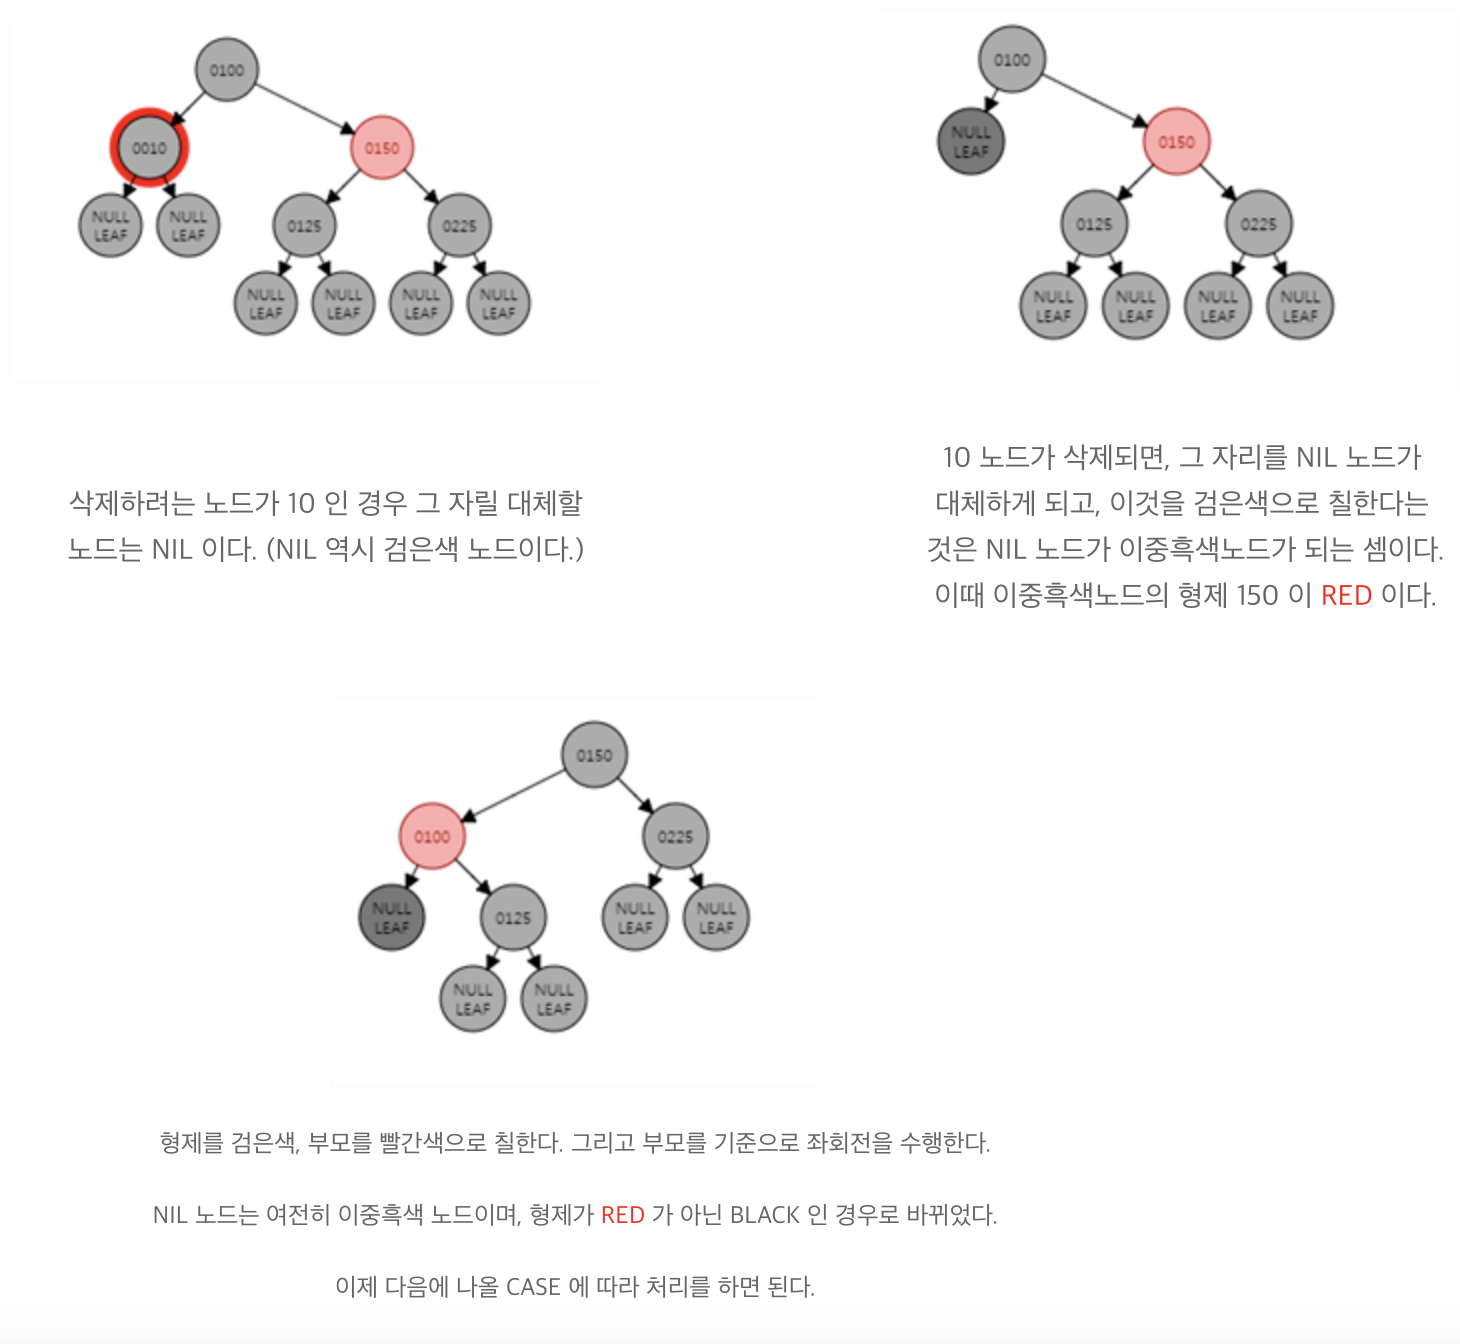 0100
0010
0150
NULL
LEAF
NULL
LEAF
0125
0225
NULL
LEAF
NULL
LEAF
NULL
LEAF
NULL
LEAF
삭제하려는 노드가 10 인 경우 그 자릴 대체할
노드는 NIL 이다. (NIL 역시 검은색 노드이다.)
0100
NULL
LEAF
0150
0125
0225
NULL
LEAF
NULL
LEAF
NULL
LEAF
NULL
LEAF
10 노드가 삭제되면, 그 자리를 NIL 노드가
대체하게 되고, 이것을 검은색으로 칠한다는
것은 NIL 노드가 이중흑색노드가 되는 셈이다.
이때 이중흑색노드의 형제 150 이 RED 이다.
0150
0100
0225
NULL
LEAF
0125
NULL
LEAF
NULL
LEAF
NULL
LEAF
NULL
LEAF
형제를 검은색, 부모를 빨간색으로 칠한다. 그리고 부모를 기준으로 좌회전을 수행한다.
NIL 노드는 여전히 이중흑색 노드이며, 형제가 RED 가 아닌 BLACK 인 경우로 바뀌었다.
이제 다음에 나올 CASE 에 따라 처리를 하면 된다.